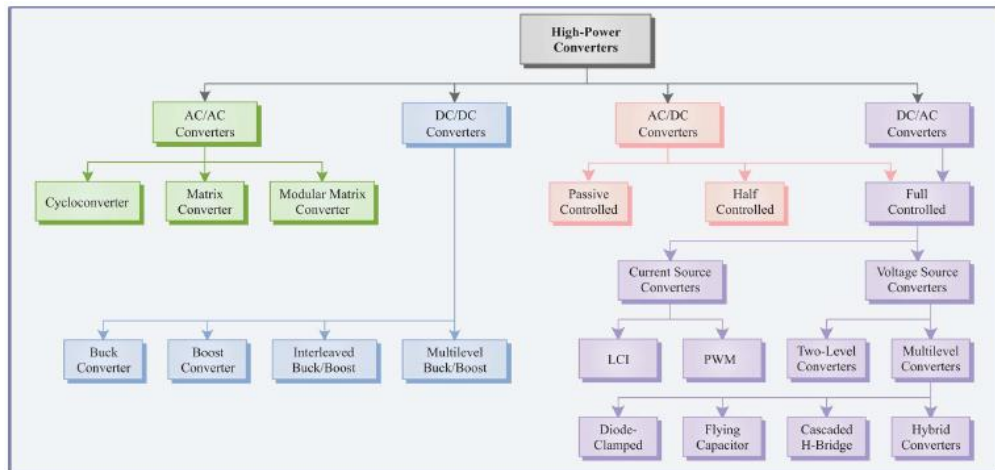 High-Power
Converters
AC/AC
Converters
DC/DC
Converters
AC/DC
Converters
DC/AC
Converters
Cycloconverter
Matrix
Converter
Modular Matrix
Converter
Passive
Controlled
Half
Controlled
Full
Controlled
Current Source
Converters
Voltage Source
Converters
Buck
Converter
Boost
Converter
Interleaved
Buck/Boost
Multilevel
Buck/Boost
LCI
PWM
Two-Level
Converters
Multilevel
Converters
Diode-
Clamped
Flying
Capacitor
Cascaded
H-Bridge
Hybrid
Converters